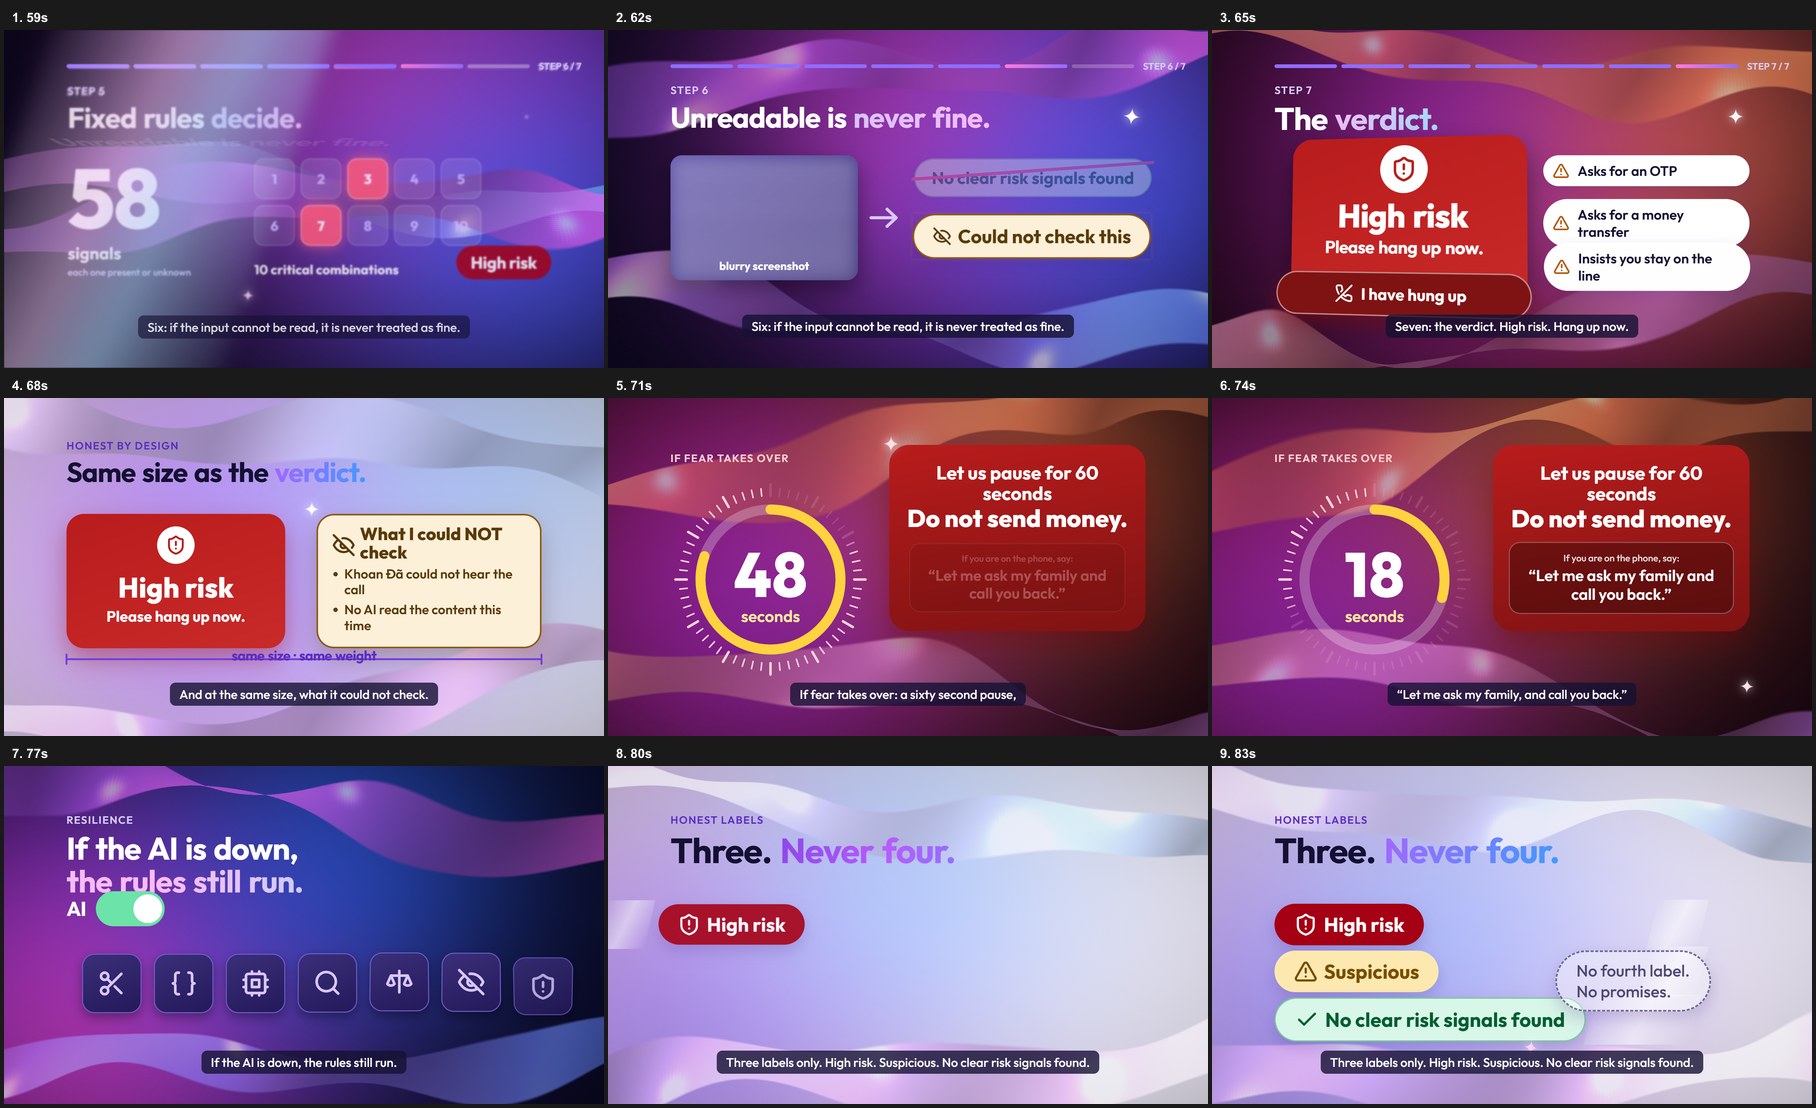 1. 59s
STEP 6 / 7
STEP 5
Fixed rules decide.
Unreadable is never fine.
58
signals
each one present or unknown
1 2 3 4 5
6 7 8 9 10
10 critical combinations
High risk
Six: if the input cannot be read, it is never treated as fine.
2. 62s
STEP 6 / 7
STEP 6
Unreadable is never fine.
blurry screenshot
No clear risk signals found
Could not check this
Six: if the input cannot be read, it is never treated as fine.
3. 65s
STEP 7 / 7
STEP 7
The verdict.
High risk
Please hang up now.
I have hung up
Asks for an OTP
Asks for a money
transfer
Insists you stay on the
line
Seven: the verdict. High risk. Hang up now.
4. 68s
HONEST BY DESIGN
Same size as the verdict.
High risk
Please hang up now.
What I could NOT
check
• Khoan Đã could not hear the
call
• No AI read the content this
time
same size · same weight
And at the same size, what it could not check.
5. 71s
IF FEAR TAKES OVER
48
seconds
Let us pause for 60
seconds
Do not send money.
If you are on the phone, say:
“Let me ask my family and
call you back.”
If fear takes over: a sixty second pause,
6. 74s
IF FEAR TAKES OVER
18
seconds
Let us pause for 60
seconds
Do not send money.
If you are on the phone, say:
“Let me ask my family and
call you back.”
“Let me ask my family, and call you back.”
7. 77s
RESILIENCE
If the AI is down,
the rules still run.
AI
If the AI is down, the rules still run.
8. 80s
HONEST LABELS
Three. Never four.
High risk
Three labels only. High risk. Suspicious. No clear risk signals found.
9. 83s
HONEST LABELS
Three. Never four.
High risk
Suspicious
No clear risk signals found
No fourth label.
No promises.
Three labels only. High risk. Suspicious. No clear risk signals found.